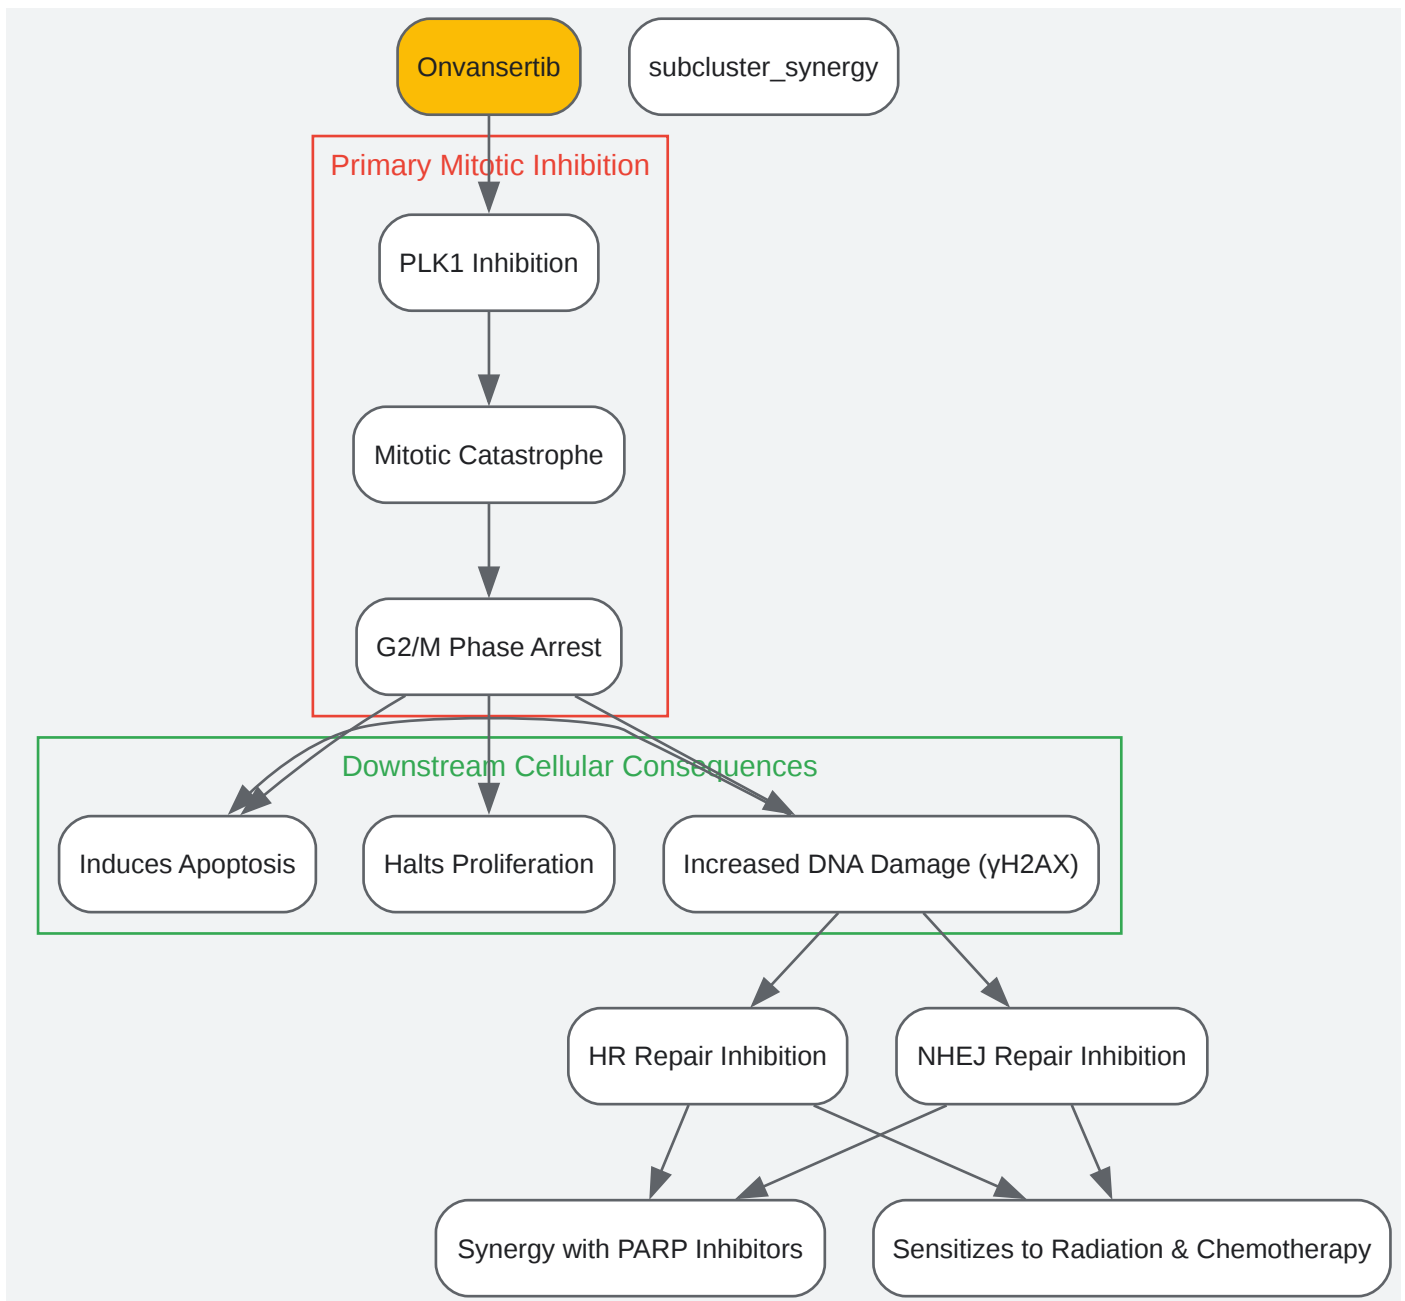 Onvansertib
subcluster_synergy
Primary Mitotic Inhibition
PLK1 Inhibition
Mitotic Catastrophe
G2/M Phase Arrest
Downstream Cellular Consequences
Induces Apoptosis
Halts Proliferation
Increased DNA Damage (γH2AX)
HR Repair Inhibition
NHEJ Repair Inhibition
Synergy with PARP Inhibitors
Sensitizes to Radiation & Chemotherapy